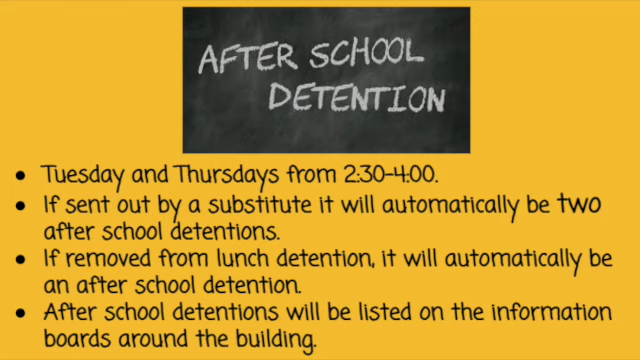 AFTER SCHOOL
DETENTION
• Tuesday and Thursdays from 2:30-4:00.
• If sent out by a substitute it will automatically be two
after school detentions.
• If removed from lunch detention, it will automatically be
an after school detention.
• After school detentions will be listed on the information
boards around the building.